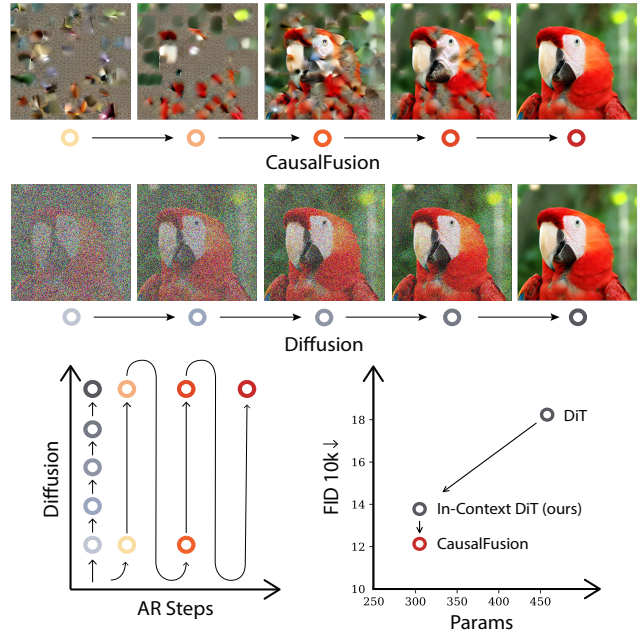 CausalFusion
Diffusion
Diffusion
AR Steps
FID 10k ↓
18
16
14
12
10
250
300
350
400
450
Params
DiT
In-Context DiT (ours)
CausalFusion